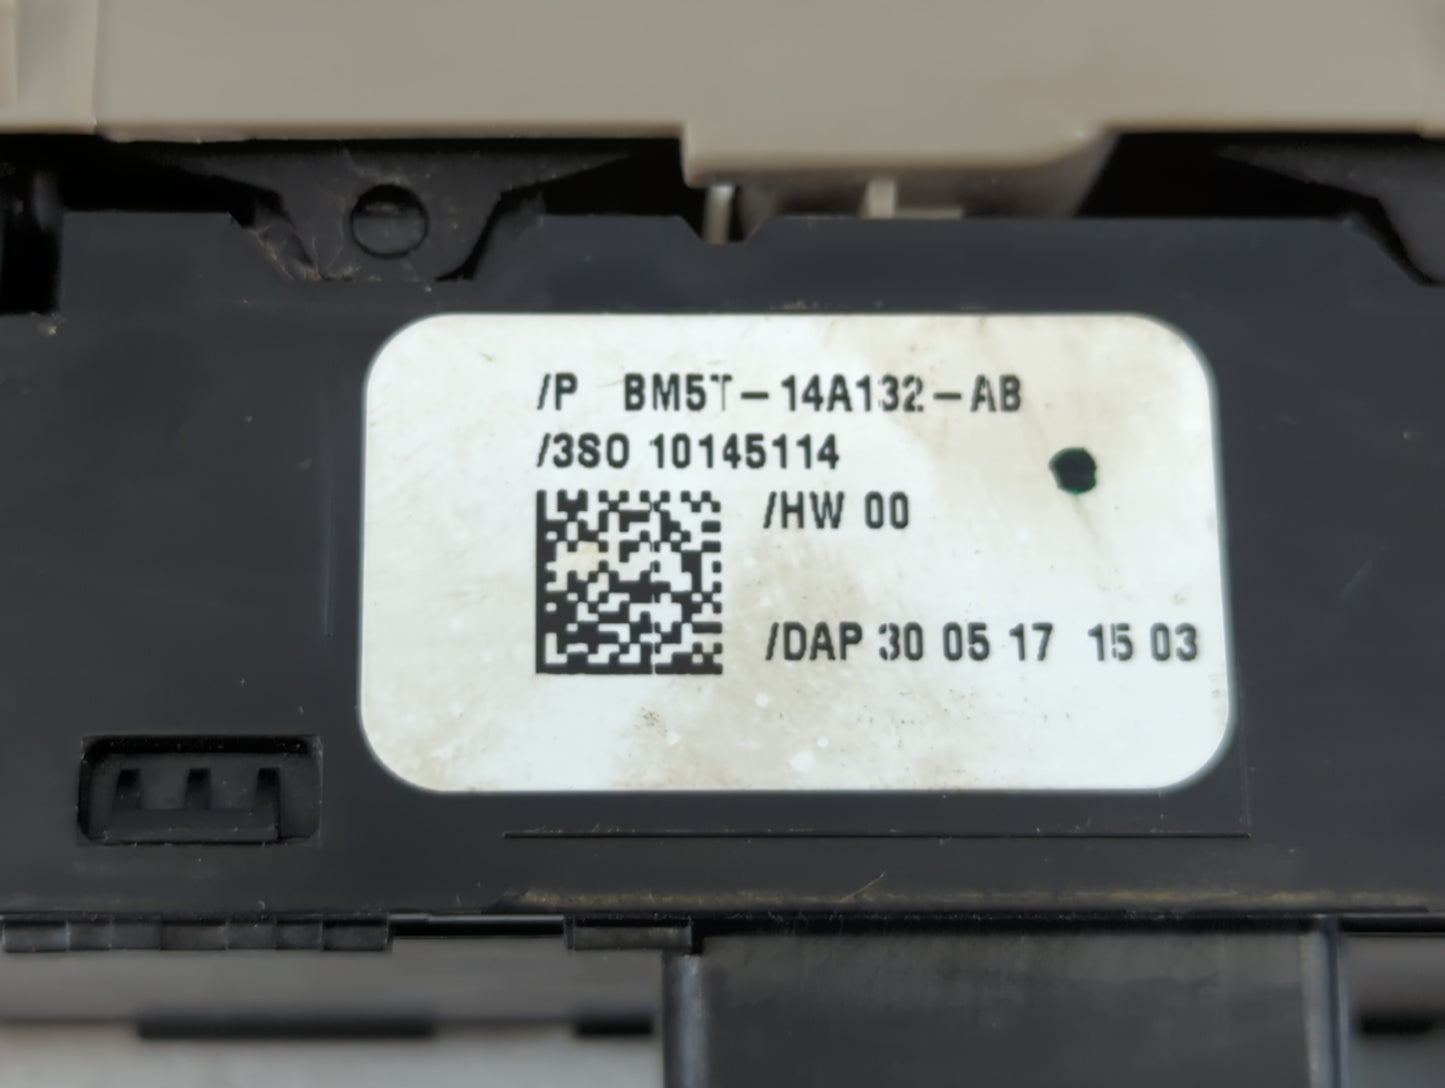 /P BM5T-14A132-AB
/3S0 10145114
/HW 00
/DAP 30 05 17 15 03